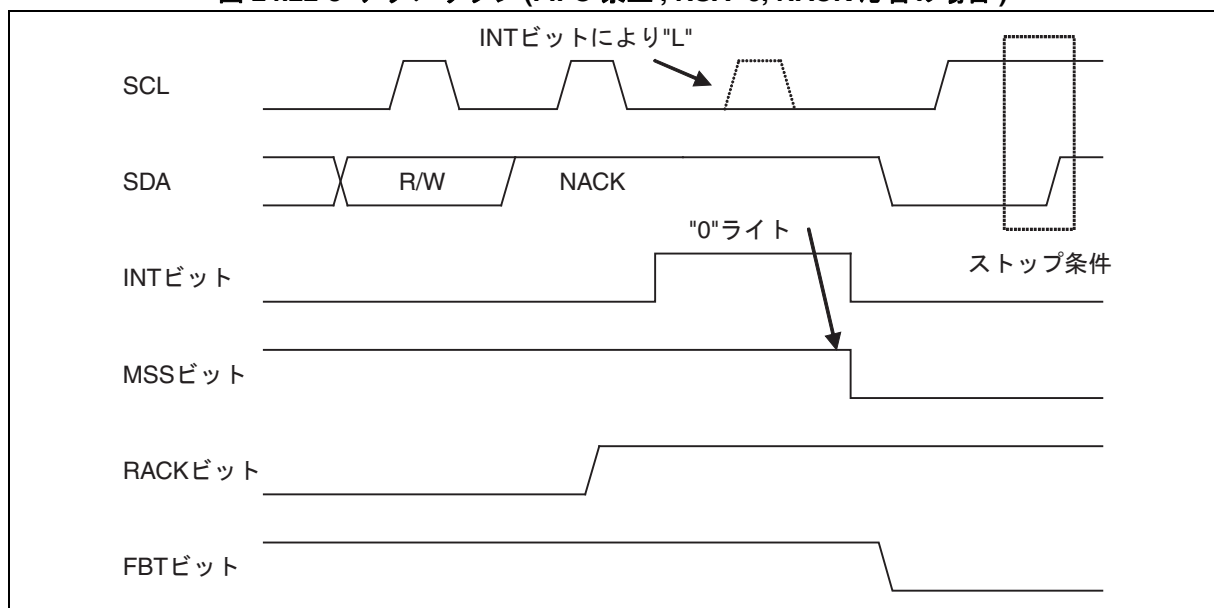 INTビットにより"L"
SCL
SDA
R/W
NACK
"0"ライト
ストップ条件
INTビット
MSSビット
RACKビット
FBTビット